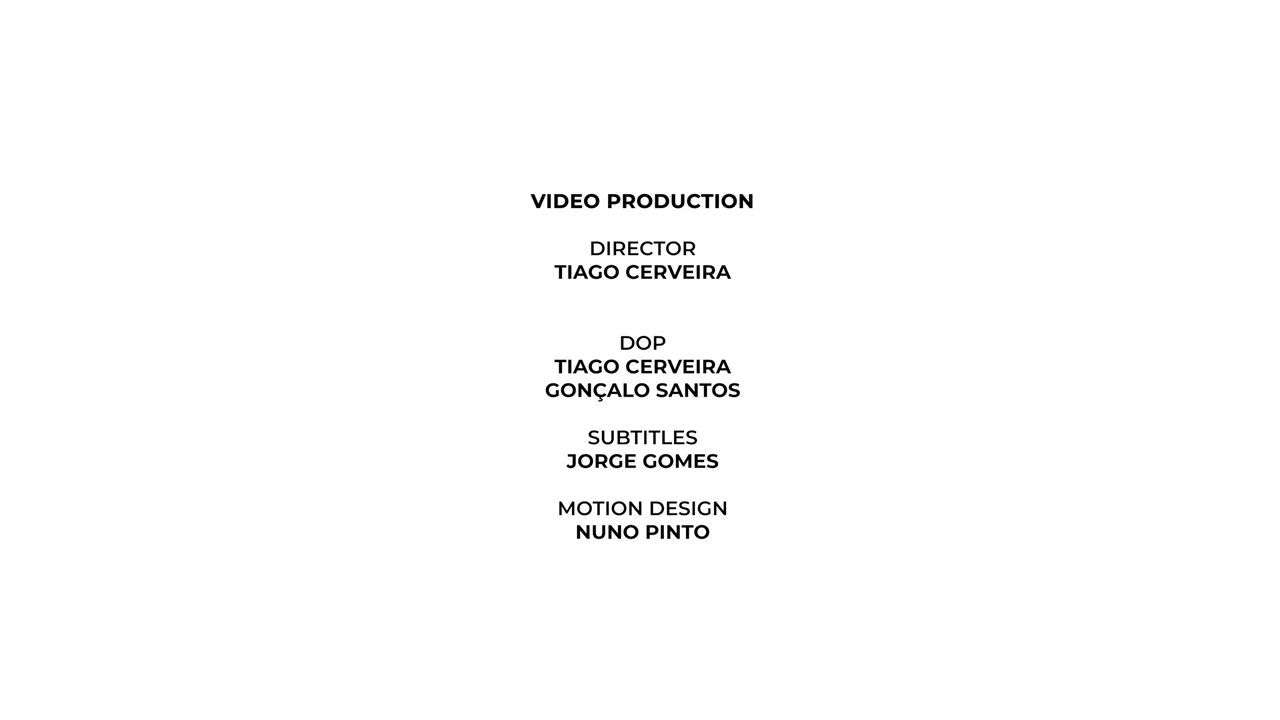 VIDEO PRODUCTION
DIRECTOR
TIAGO CERVEIRA
DOP
TIAGO CERVEIRA
GONÇALO SANTOS
SUBTITLES
JORGE GOMES
MOTION DESIGN
NUNO PINTO